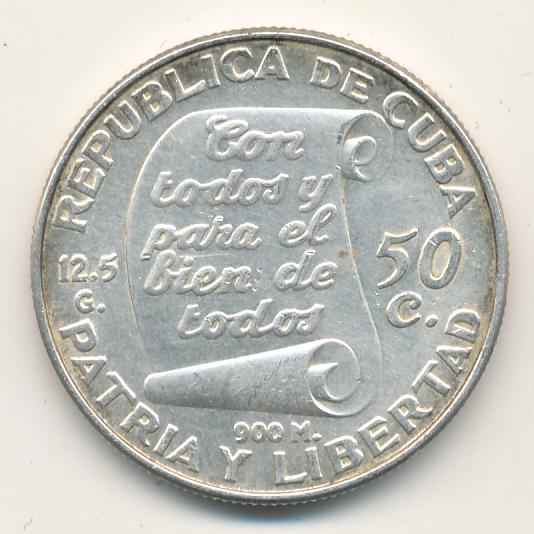 REPUBLICA DE CUBA
Con
todos y
para el
bien de
todos
12.5
G.
50
C.
900 M.
PATRIA Y LIBERTAD